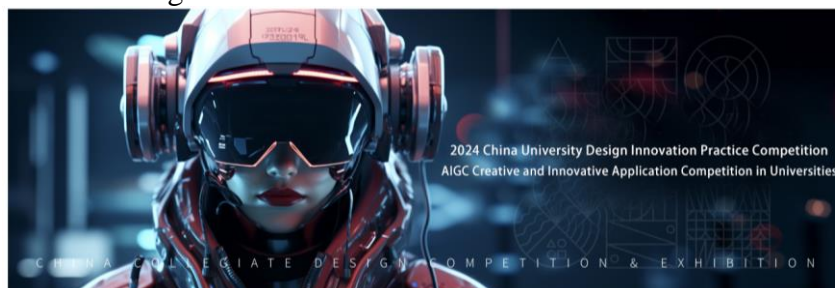 2024 China University Design Innovation Practice Competition
AIGC Creative and Innovative Application Competition in Universities
CHINA COLLEGIATE DESIGN COMPETITION & EXHIBITION